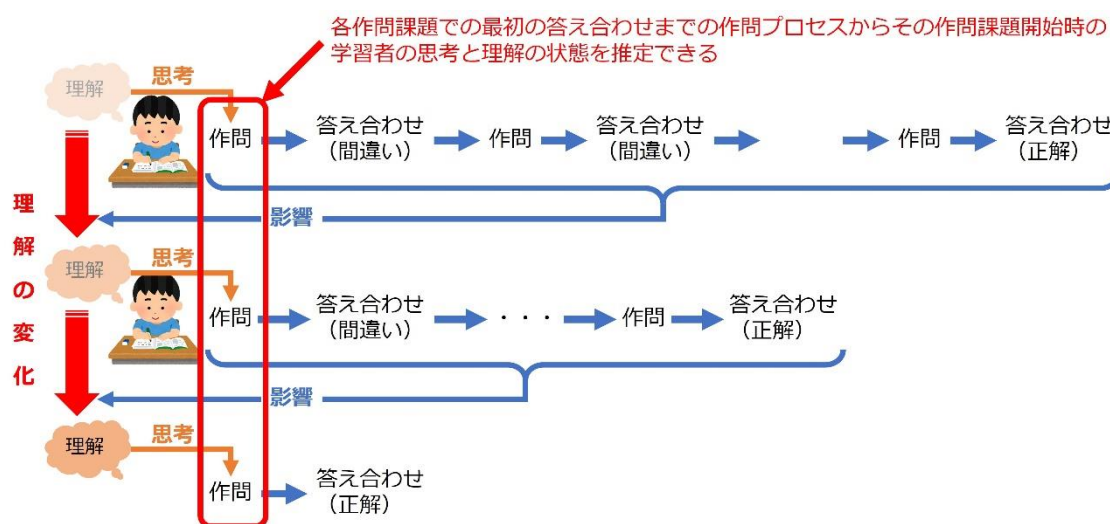 各作問課題での最初の答え合わせまでの作問プロセスからその作問課題開始時の
学習者の思考と理解の状態を推定できる
理解
思考
作問
答え合わせ
（間違い）
作問
答え合わせ
（間違い）
作問
答え合わせ
（正解）
影響
理解の変化
理解
思考
作問
答え合わせ
（間違い）
・・・
作問
答え合わせ
（正解）
影響
理解
思考
作問
答え合わせ
（正解）